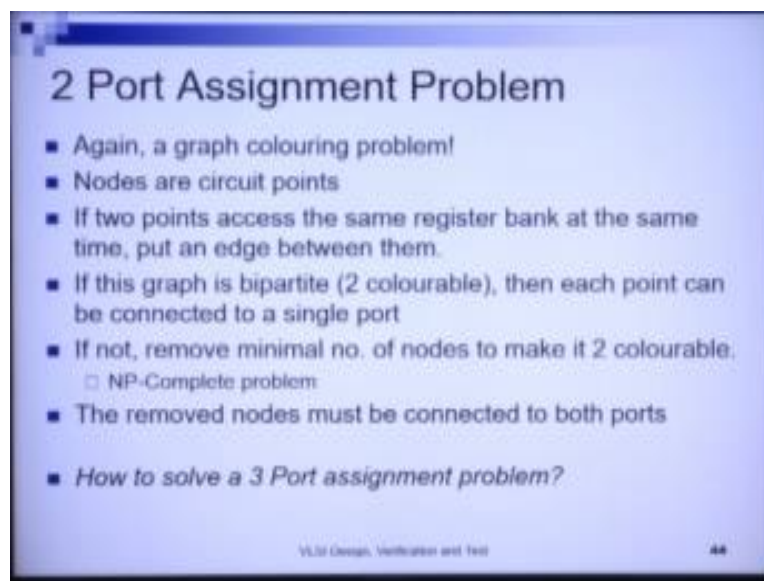 2 Port Assignment Problem
Again, a graph colouring problem!
Nodes are circuit points
If two points access the same register bank at the same
time, put an edge between them.
If this graph is bipartite (2 colourable), then each point can
be connected to a single port
If not, remove minimal no. of nodes to make it 2 colourable.
NP-Complete problem
The removed nodes must be connected to both ports
How to solve a 3 Port assignment problem?
VLSI Design, Verification and Test
44